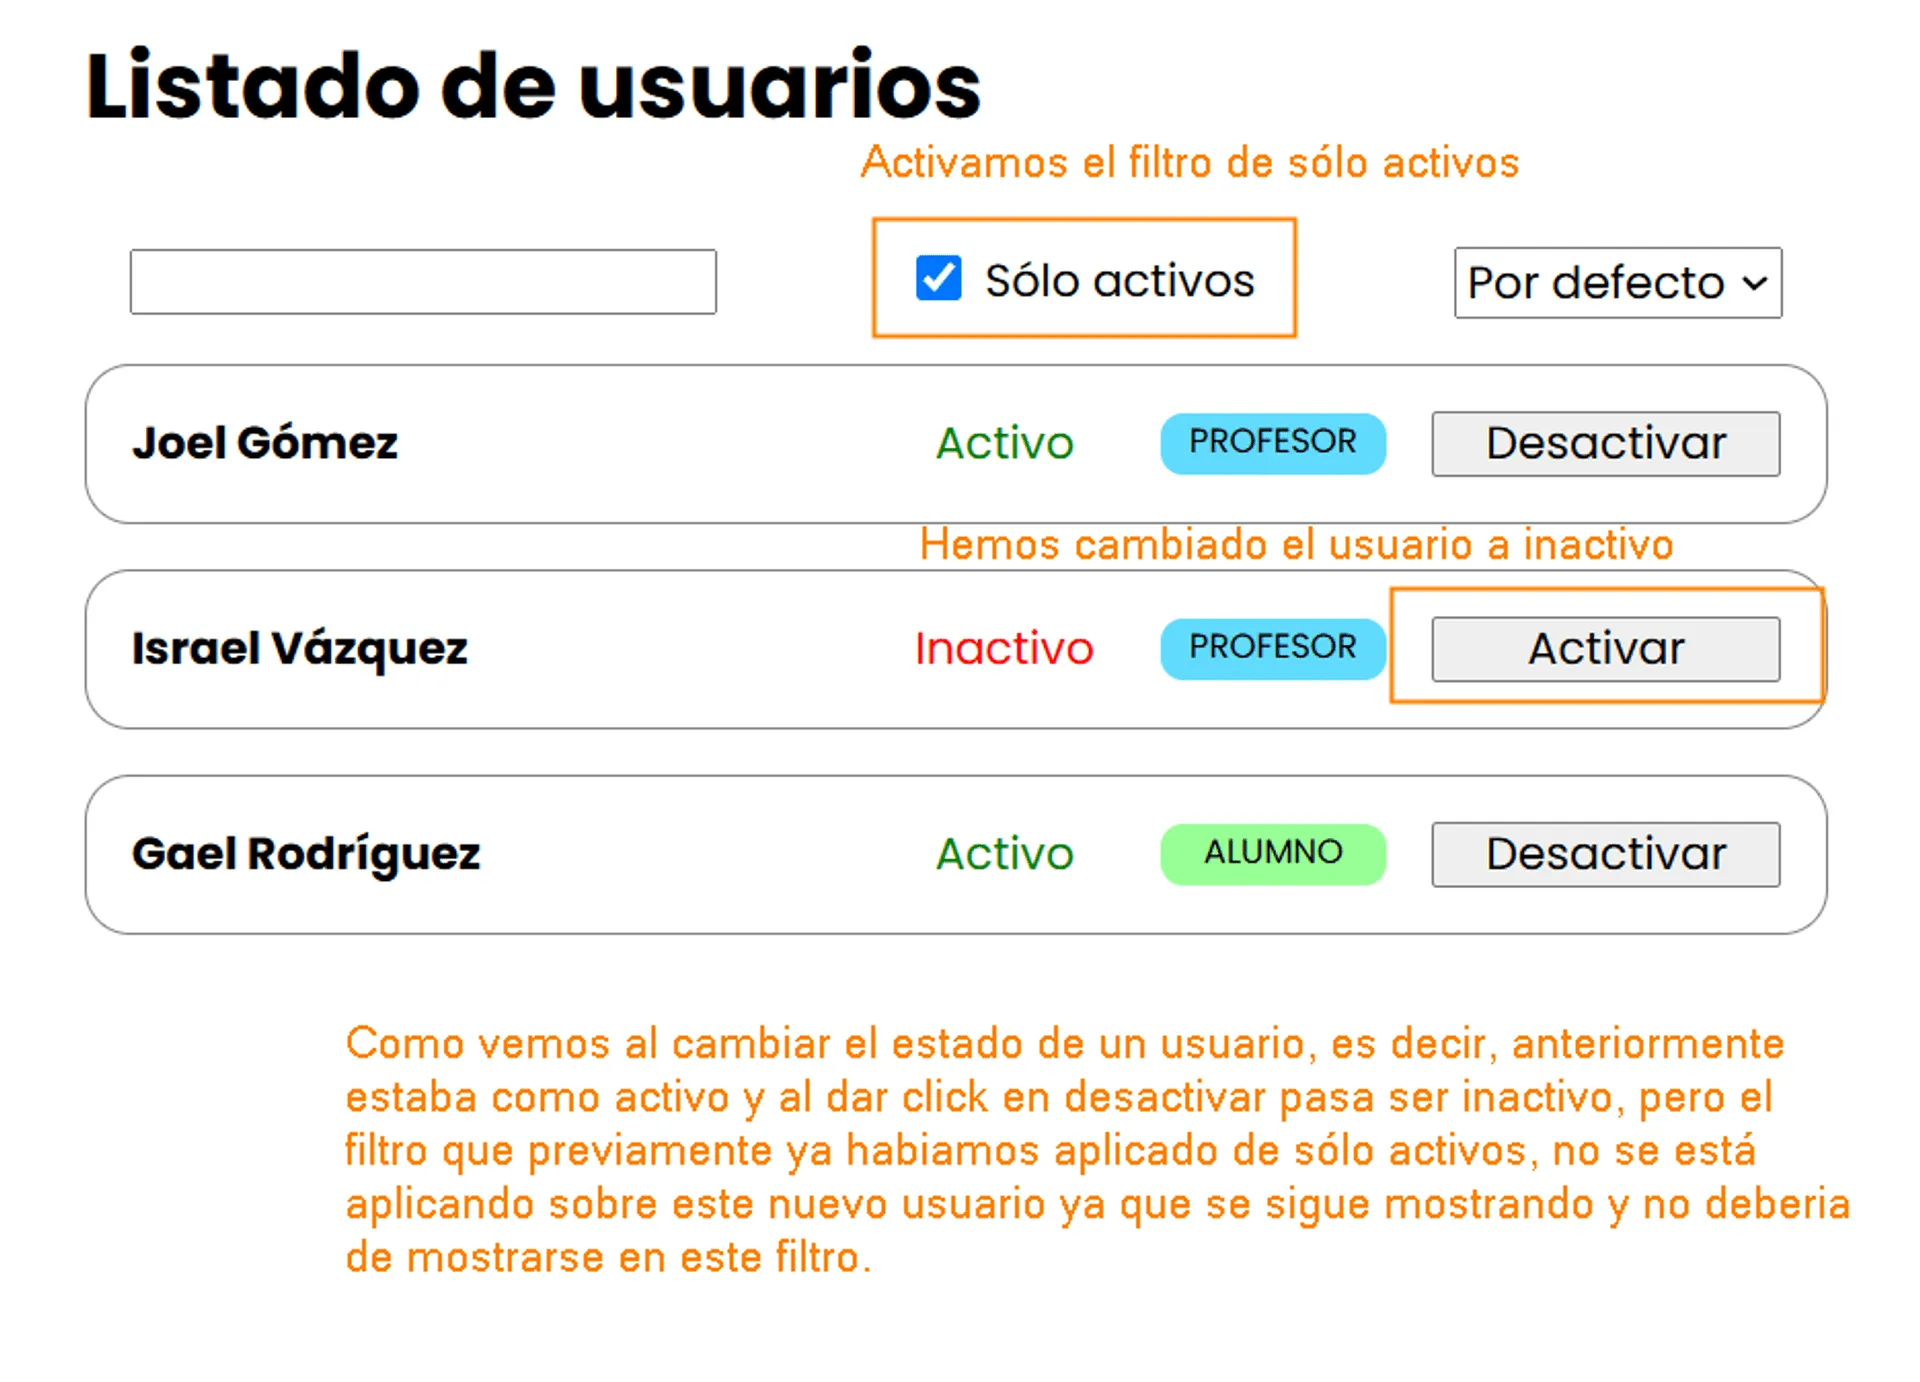 Listado de usuarios
Activamos el filtro de sólo activos
Sólo activos
Por defecto
Joel Gómez
Activo
PROFESOR
Desactivar
Hemos cambiado el usuario a inactivo
Israel Vázquez
Inactivo
PROFESOR
Activar
Gael Rodríguez
Activo
ALUMNO
Desactivar
Como vemos al cambiar el estado de un usuario, es decir, anteriormente
estaba como activo y al dar click en desactivar pasa ser inactivo, pero el
filtro que previamente ya habiamos aplicado de sólo activos, no se está
aplicando sobre este nuevo usuario ya que se sigue mostrando y no deberia
de mostrarse en este filtro.